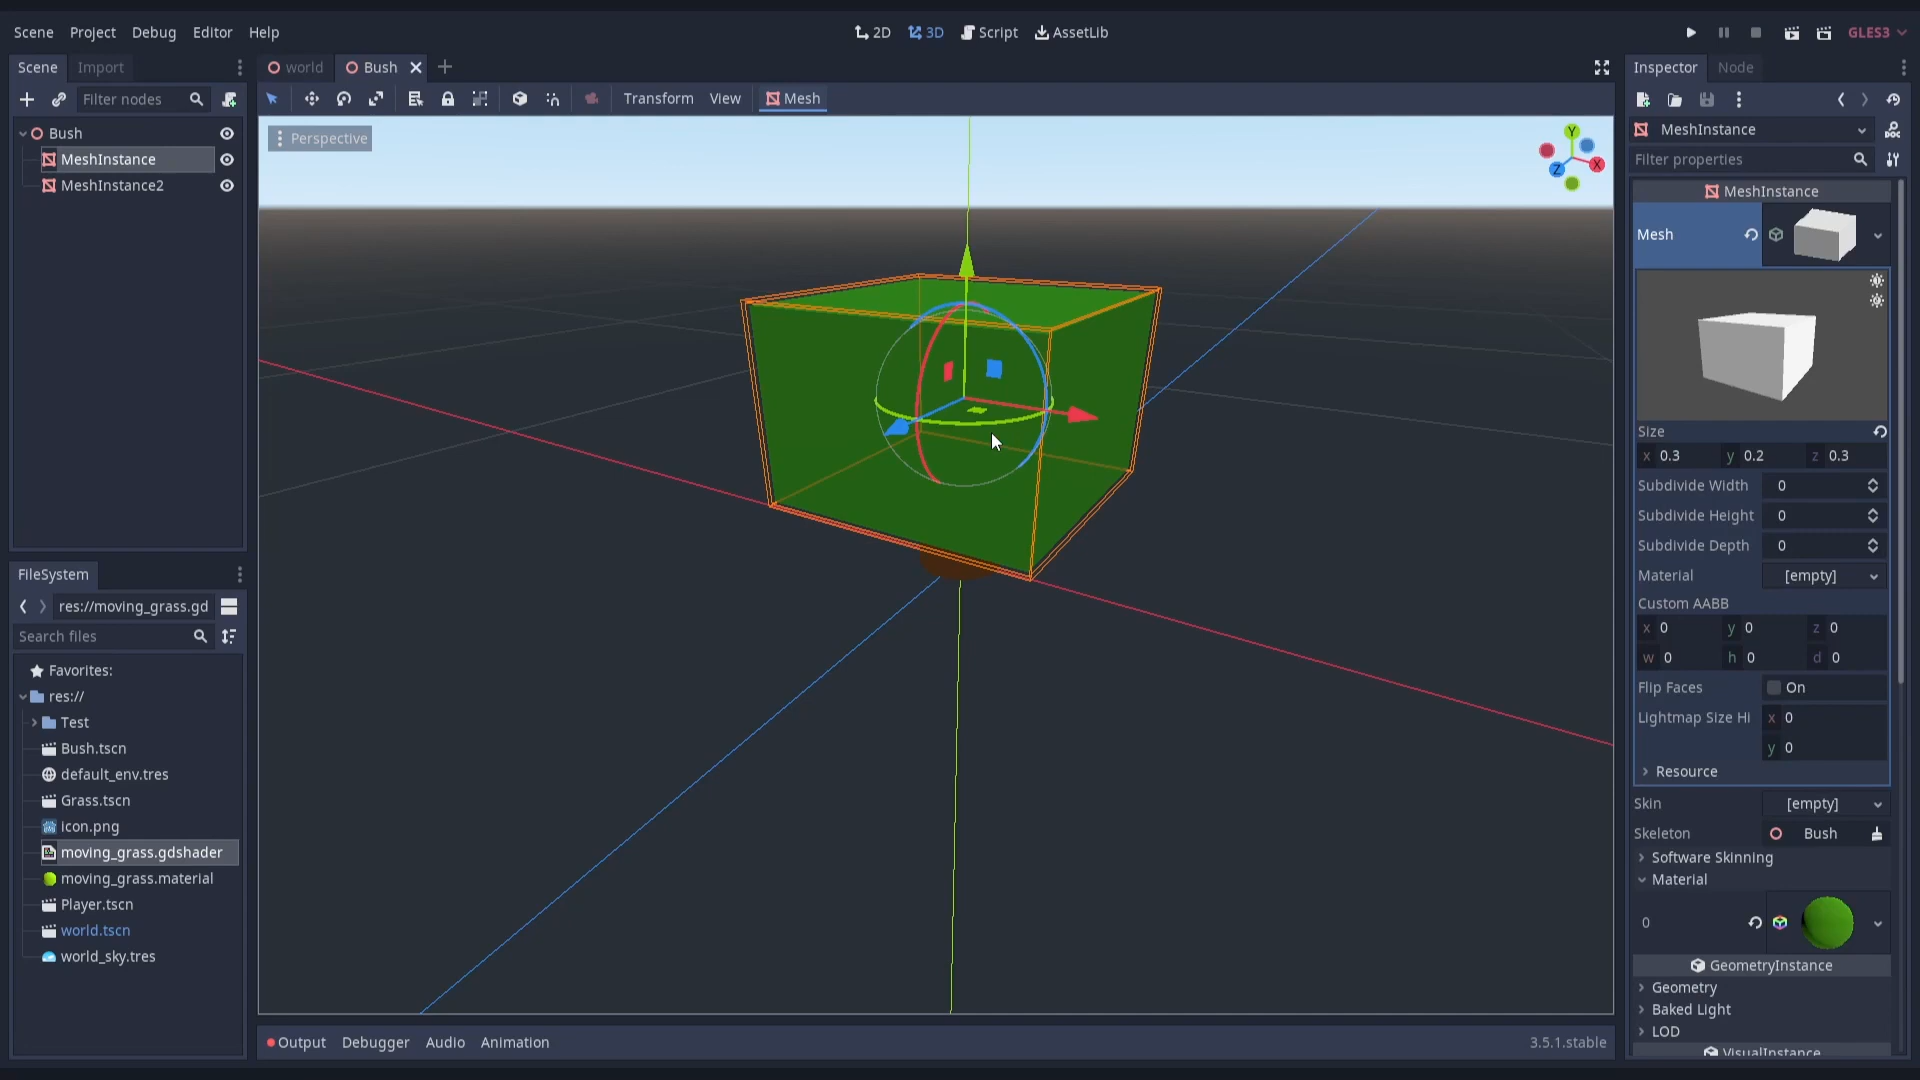 Scene Project Debug Editor Help
2D 3D Script AssetLib
GLES3
Scene Import
world Bush
Inspector Node
Filter nodes
Transform View Mesh
Bush
MeshInstance
MeshInstance2
Perspective
Y
X
Z
MeshInstance
Filter properties
MeshInstance
Mesh
Size
x 0.3 y 0.2 z 0.3
Subdivide Width 0
Subdivide Height 0
Subdivide Depth 0
Material [empty]
Custom AABB
x 0 y 0 z 0
w 0 h 0 d 0
Flip Faces On
Lightmap Size Hi x 0
y 0
Resource
Skin [empty]
Skeleton Bush
Software Skinning
Material
0
GeometryInstance
Geometry
Baked Light
LOD
VisualInstance
FileSystem
res://moving_grass.gd
Search files
Favorites:
res://
Test
Bush.tscn
default_env.tres
Grass.tscn
icon.png
moving_grass.gdshader
moving_grass.material
Player.tscn
world.tscn
world_sky.tres
Output Debugger Audio Animation
3.5.1.stable